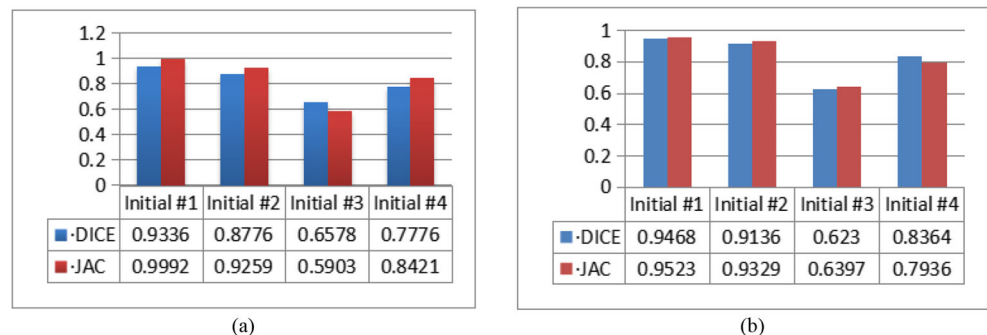 1.2
1
0.8
0.6
0.4
0.2
0
Initial #1 Initial #2 Initial #3 Initial #4
·DICE 0.9336 0.8776 0.6578 0.7776
·JAC 0.9992 0.9259 0.5903 0.8421
(a)
1
0.8
0.6
0.4
0.2
0
Initial #1 Initial #2 Initial #3 Initial #4
·DICE 0.9468 0.9136 0.623 0.8364
·JAC 0.9523 0.9329 0.6397 0.7936
(b)